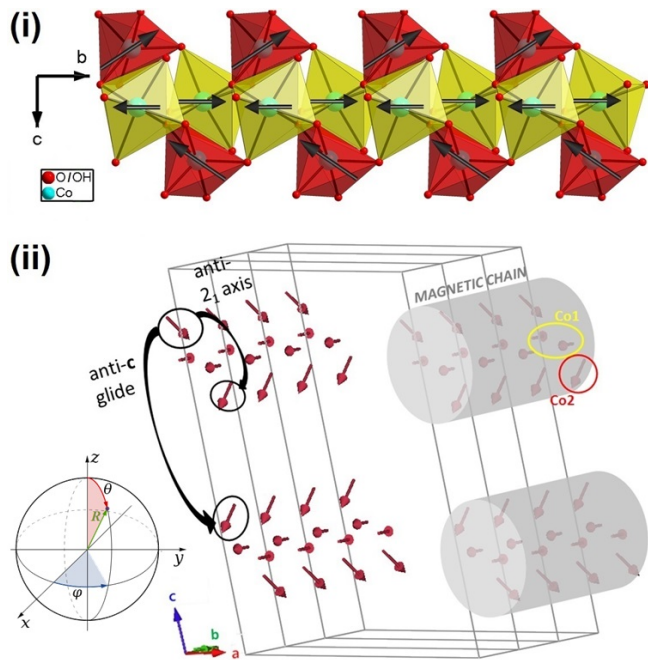 (i)
b
c
O/OH
Co
(ii)
anti-
2₁ axis
MAGNETIC CHAIN
Co1
anti-c
glide
Co2
z
θ
R
y
φ
x
c
b
a